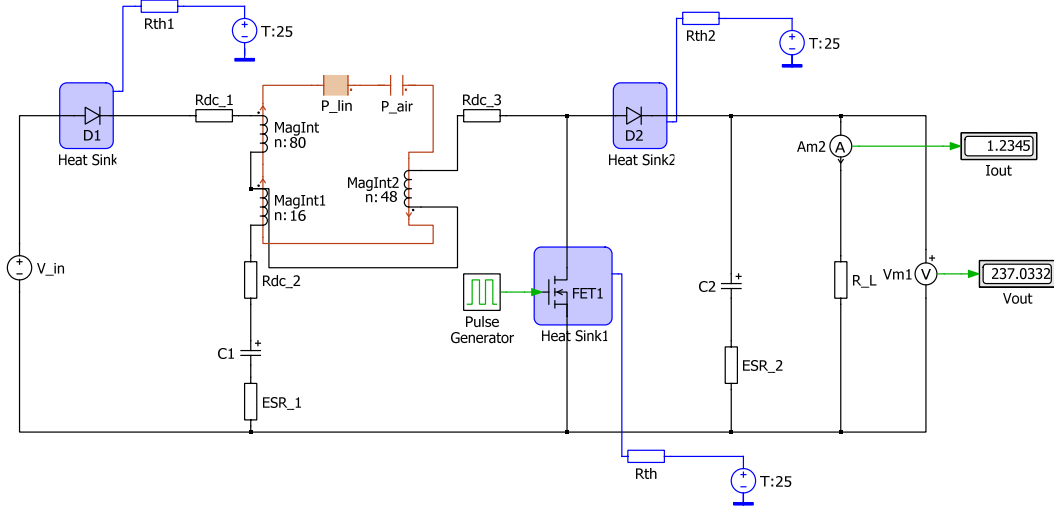 Rth1
T:25
Rth2
T:25
D1
Heat Sink
Rdc_1
P_lin
P_air
MagInt
n:80
Rdc_3
D2
Heat Sink2
Am2
A
1.2345
Iout
MagInt1
n:16
MagInt2
n:48
V_in
Rdc_2
Pulse
Generator
FET1
Heat Sink1
C2
R_L
Vm1
V
237.0332
Vout
C1
ESR_1
ESR_2
Rth
T:25